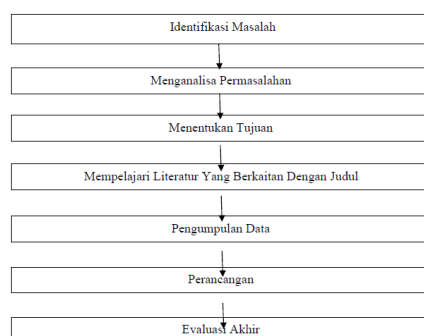 Identifikasi Masalah
Menganalisa Permasalahan
Menentukan Tujuan
Mempelajari Literatur Yang Berkaitan Dengan Judul
Pengumpulan Data
Perancangan
Evaluasi Akhir